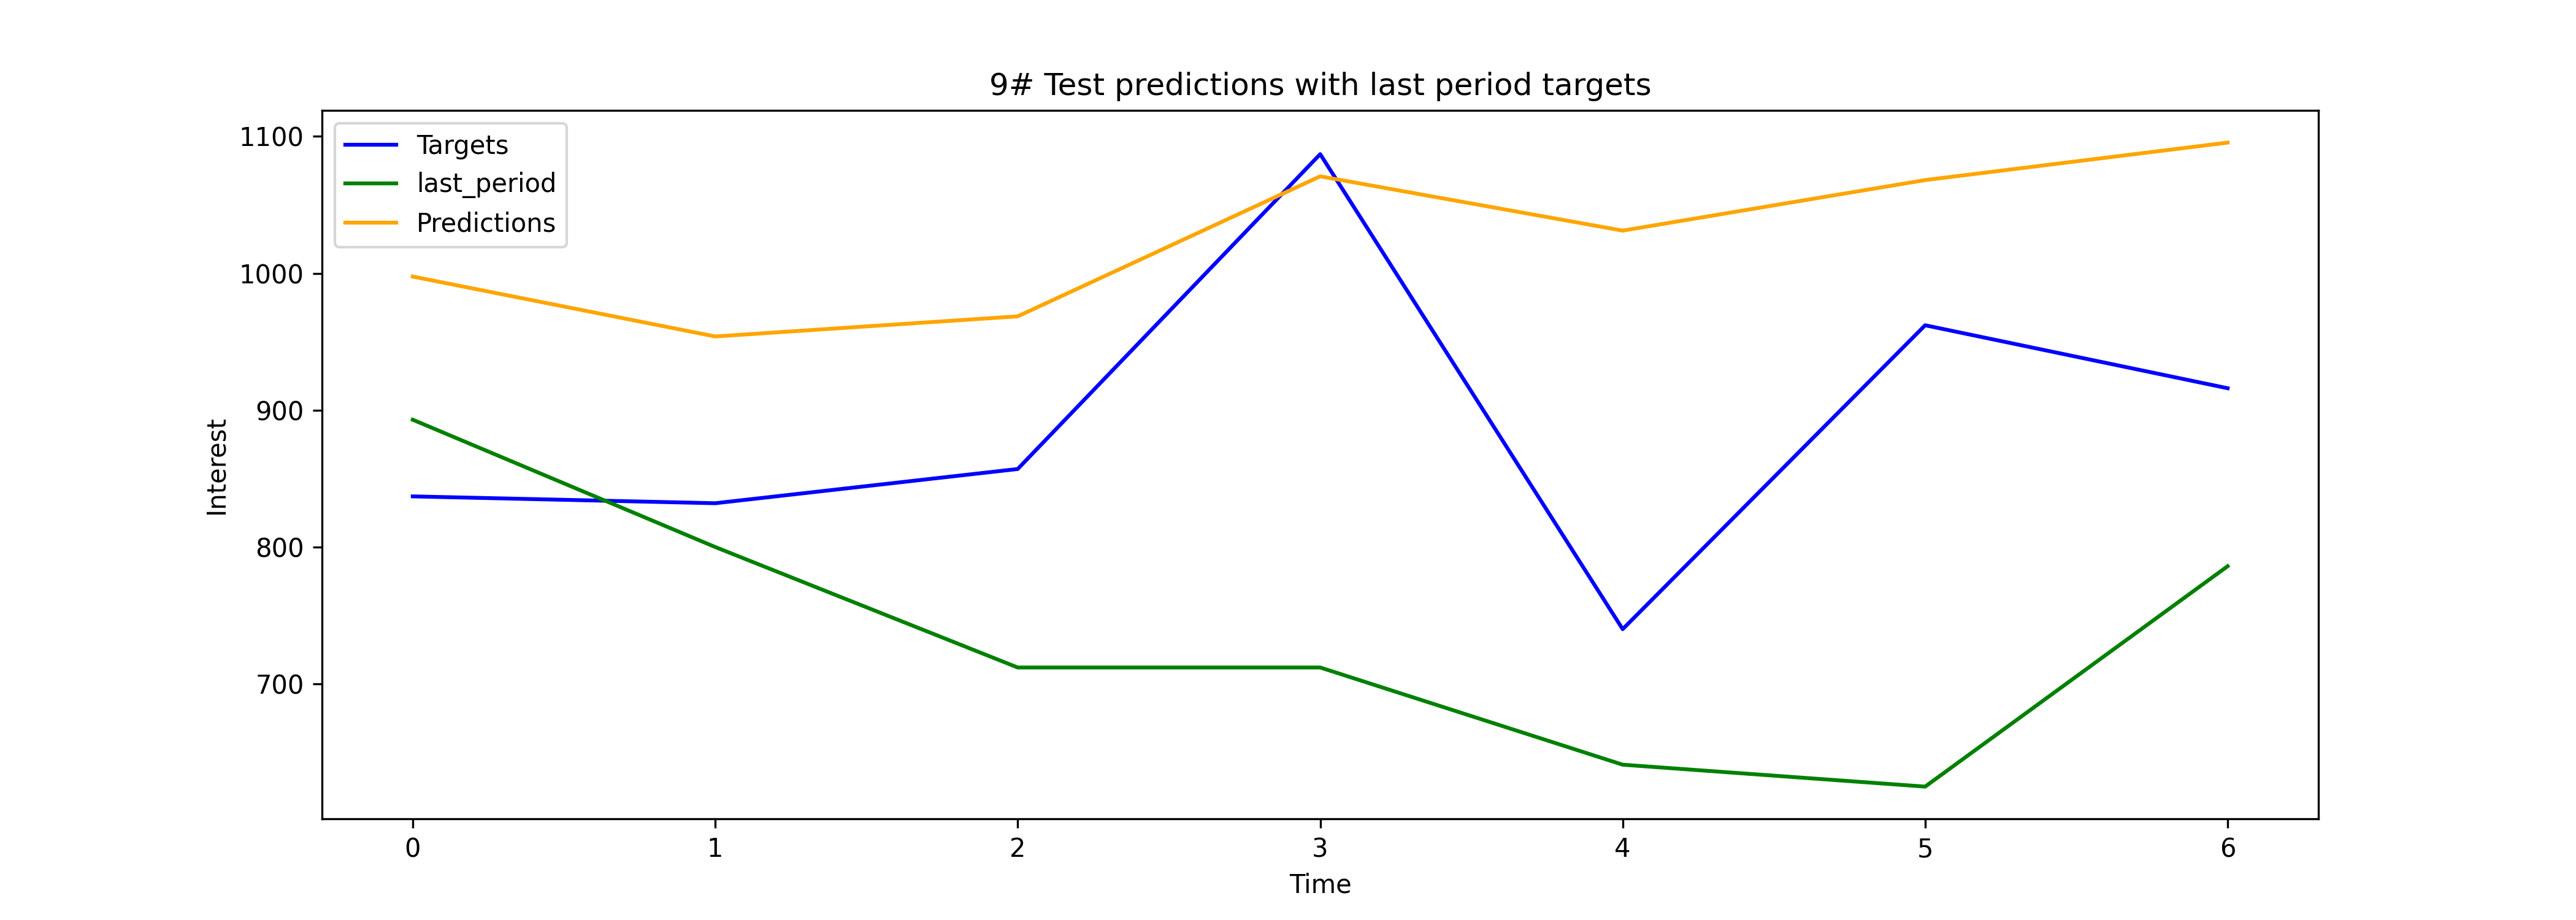 9# Test predictions with last period targets
Targets
last_period
Predictions
1100
1000
900
800
700
Interest
0 1 2 3 4 5 6
Time